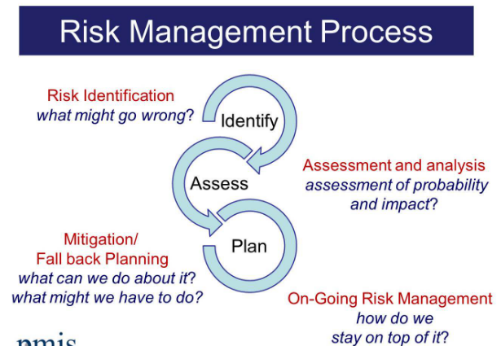 Risk Management Process
Risk Identification
what might go wrong?
Identify
Assessment and analysis
assessment of probability
and impact?
Assess
Mitigation/
Fall back Planning
what can we do about it?
what might we have to do?
Plan
On-Going Risk Management
how do we
stay on top of it?
pmis